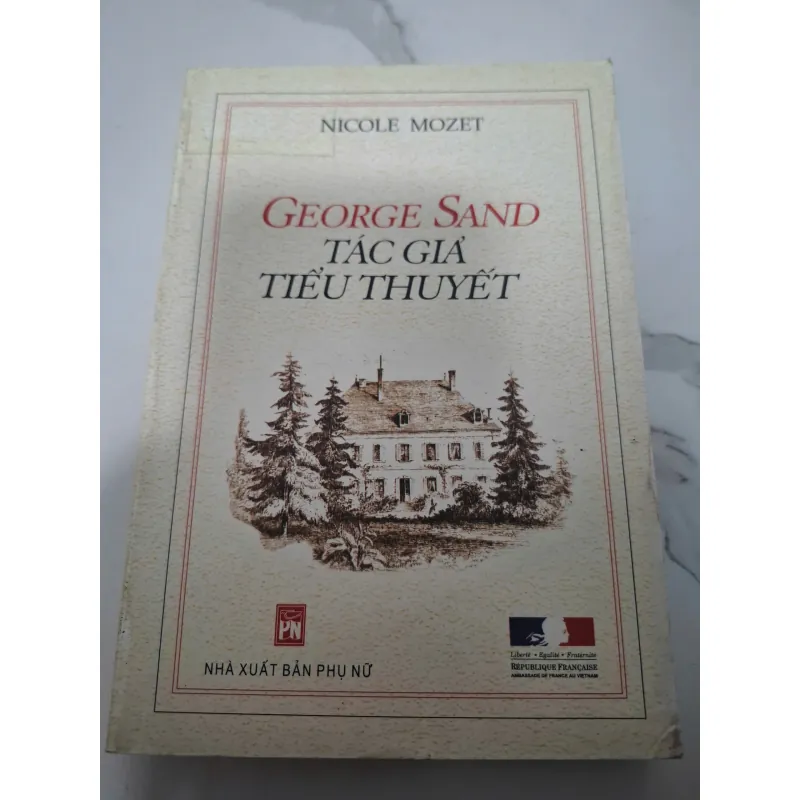 NICOLE MOZET
GEORGE SAND
TÁC GIẢ
TIỂU THUYẾT
PN
NHÀ XUẤT BẢN PHỤ NỮ
Liberté • Egalité • Fraternité
RÉPUBLIQUE FRANÇAISE
AMBASSADE DE FRANCE AU VIETNAM